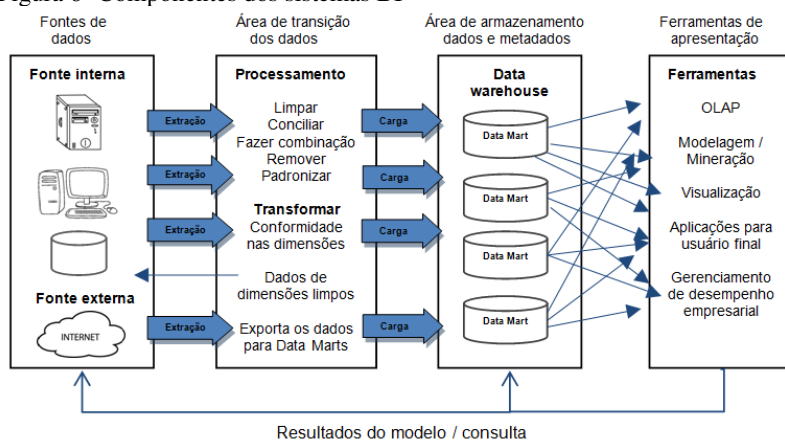 Figura 6- Componentes dos sistemas BI
Fontes de
dados
Área de transição
dos dados
Área de armazenamento
dados e metadados
Ferramentas de
apresentação
Fonte interna
Fonte externa
INTERNET
Extração
Extração
Extração
Extração
Processamento
Limpar
Conciliar
Fazer combinação
Remover
Padronizar
Transformar
Conformidade
nas dimensões
Dados de
dimensões limpos
Exporta os dados
para Data Marts
Carga
Carga
Carga
Carga
Data
warehouse
Data Mart
Data Mart
Data Mart
Data Mart
Ferramentas
OLAP
Modelagem /
Mineração
Visualização
Aplicações para
usuário final
Gerenciamento
de desempenho
empresarial
Resultados do modelo / consulta